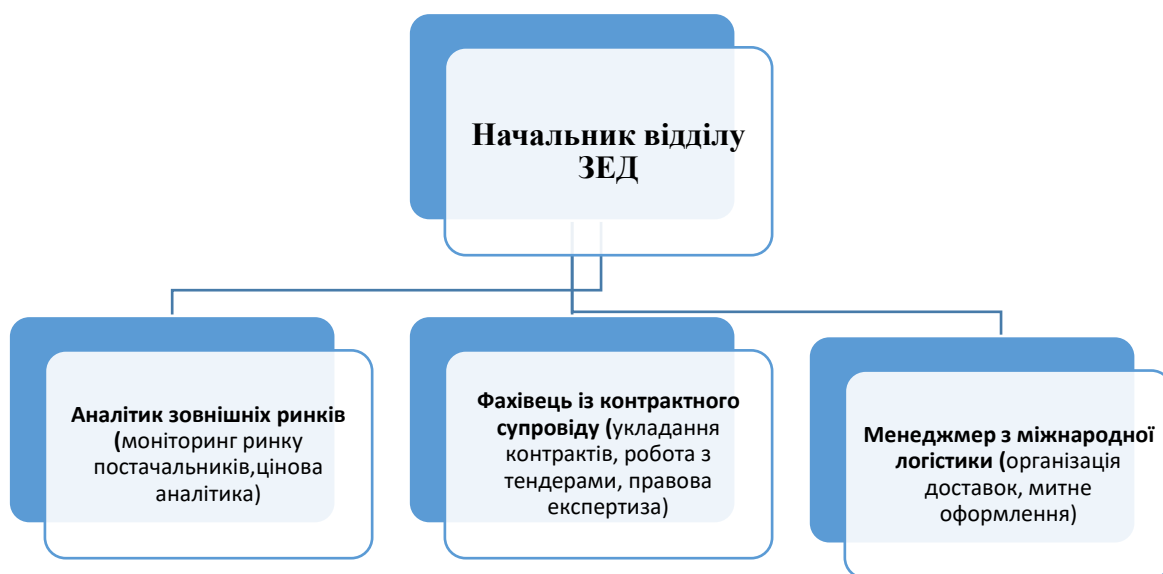 Начальник відділу
ЗЕД
Аналітик зовнішніх ринків
(моніторинг ринку
постачальників,цінова
аналітика)
Фахівець із контрактного
супровіду (укладання
контрактів, робота з
тендерами, правова
експертиза)
Менеджмер з міжнародної
логістики (організація
доставок, митне
оформлення)